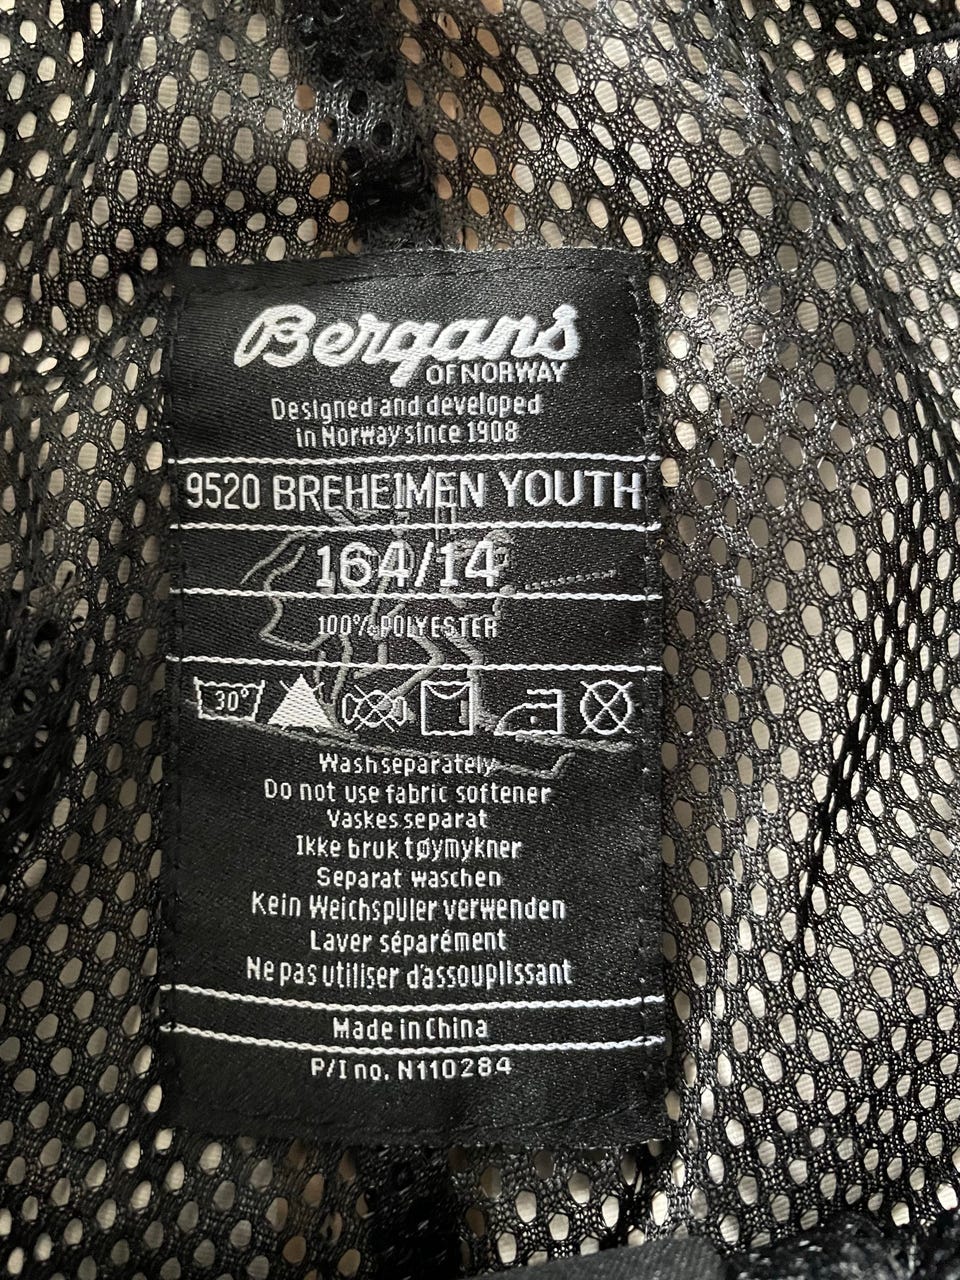 Bergans
OF NORWAY
Designed and developed
in Norway since 1908
9520 BREHEIMEN YOUTH
164/14
100% POLYESTER
30°
Wash separately
Do not use fabric softener
Vaskes separat
Ikke bruk tøymykner
Separat waschen
Kein Weichspüler verwenden
Laver séparément
Ne pas utiliser d'assouplissant
Made in China
P/I no. N110284